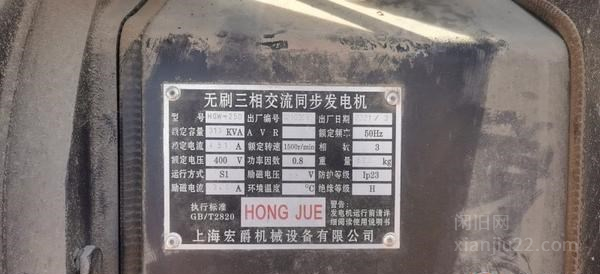 无刷三相交流同步发电机
型 号 HGW-250 出厂编号 出厂日期
额定容量 313 KVA A V R 额定频率 50Hz
额定电流 A 额定转速 1500r/min 相 数 3
额定电压 400 V 功率因数 0.8 重 量 kg
运行方式 S1 励磁电压 V 防护等级 Ip23
励磁电流 A 环境温度 ℃ 绝缘等级 H
执行标准
GB/T2820
HONG JUE
警告:
发电机运行前请详
细阅读使用说明书
上海宏爵机械设备有限公司
闲旧网
xianjiu22.com